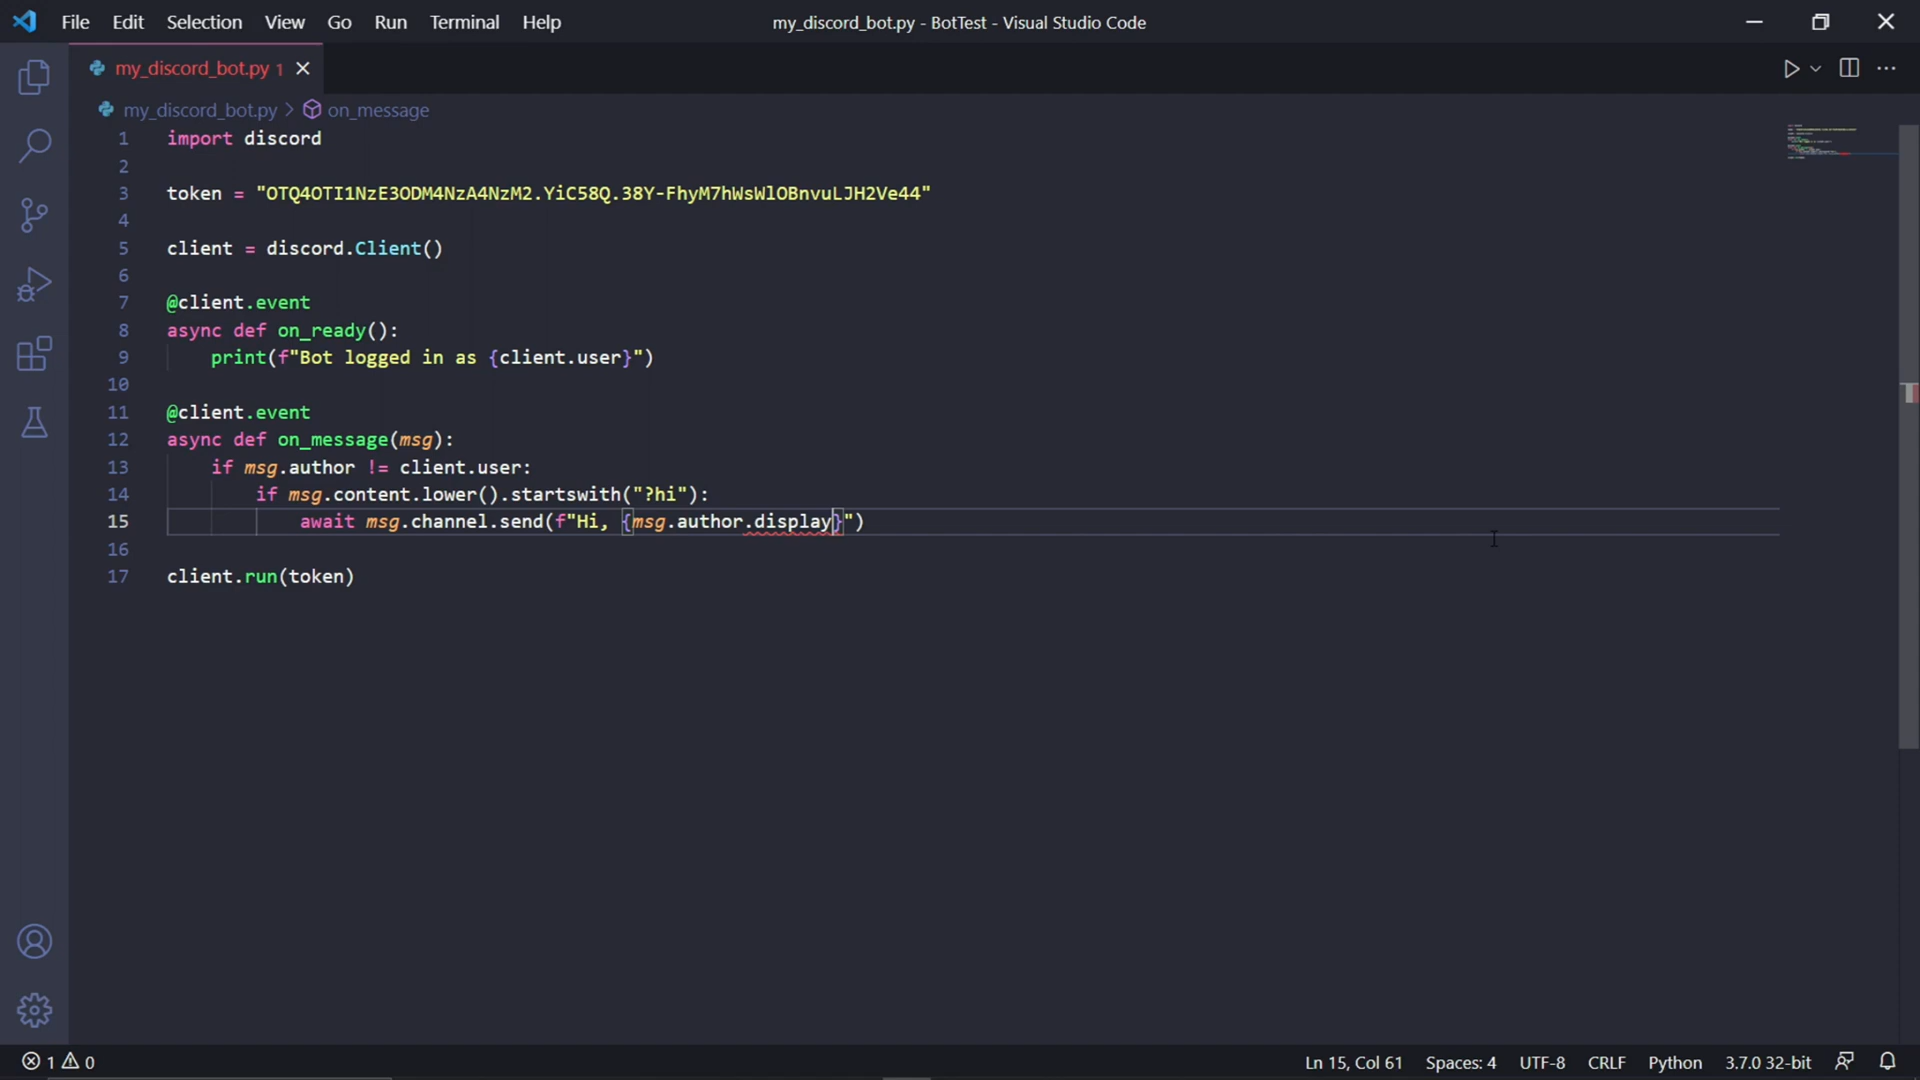 File Edit Selection View Go Run Terminal Help my_discord_bot.py - BotTest - Visual Studio Code
my_discord_bot.py 1
my_discord_bot.py > on_message
1 import discord
2
3 token = "OTQ4OTI1NzE3ODM4NzA4NzM2.YiC58Q.38Y-FhyM7hWsWlOBnvuLJH2Ve44"
4
5 client = discord.Client()
6
7 @client.event
8 async def on_ready():
9 print(f"Bot logged in as {client.user}")
10
11 @client.event
12 async def on_message(msg):
13 if msg.author != client.user:
14 if msg.content.lower().startswith("?hi"):
15 await msg.channel.send(f"Hi, {msg.author.display}")
16
17 client.run(token)
1 0 Ln 15, Col 61 Spaces: 4 UTF-8 CRLF Python 3.7.0 32-bit